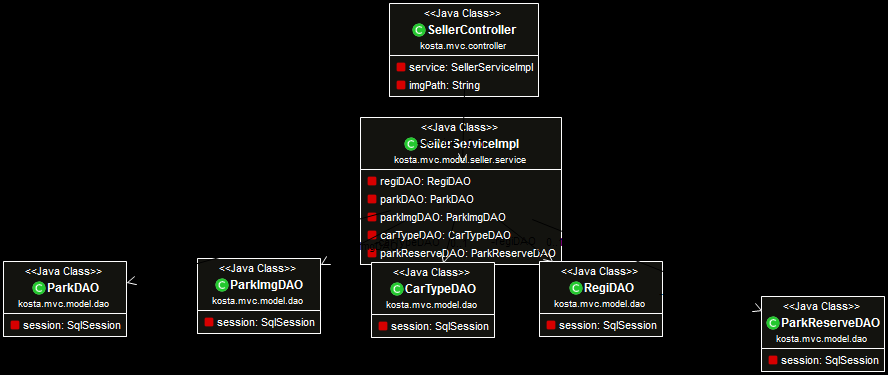 <<Java Class>>
C SellerController
kosta.mvc.controller
service: SellerServiceImpl
imgPath: String
<<Java Class>>
C SellerServiceImpl
kosta.mvc.model.seller.service
regiDAO: RegiDAO
parkDAO: ParkDAO
parkImgDAO: ParkImgDAO
carTypeDAO: CarTypeDAO
parkReserveDAO: ParkReserveDAO
<<Java Class>>
C ParkDAO
kosta.mvc.model.dao
session: SqlSession
<<Java Class>>
C ParkImgDAO
kosta.mvc.model.dao
session: SqlSession
<<Java Class>>
C CarTypeDAO
kosta.mvc.model.dao
session: SqlSession
<<Java Class>>
C RegiDAO
kosta.mvc.model.dao
session: SqlSession
<<Java Class>>
C ParkReserveDAO
kosta.mvc.model.dao
session: SqlSession